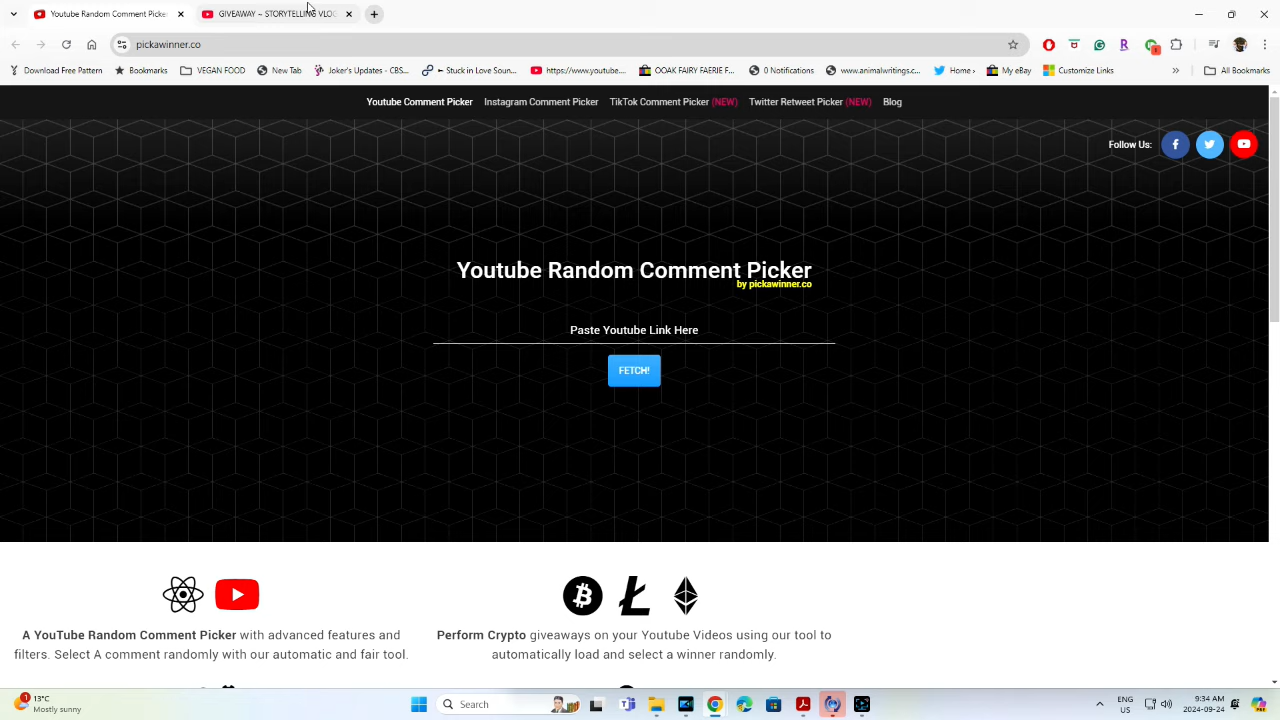 Youtube Random Comment Picker
GIVEAWAY ~ STORYTELLING VLO
pickawinner.co
Download Free Pattern
Bookmarks
VEGAN FOOD
New Tab
Jonko's Updates - CBS...
► Stuck in Love Soun...
https://www.youtube....
OOAK FAIRY FAERIE F...
0 Notifications
www.animalwritings....
Home /
My eBay
Customize Links
»
All Bookmarks
Youtube Comment Picker
Instagram Comment Picker
TikTok Comment Picker (NEW)
Twitter Retweet Picker (NEW)
Blog
Follow Us:
Youtube Random Comment Picker
by pickawinner.co
Paste Youtube Link Here
FETCH!
A YouTube Random Comment Picker with advanced features and
filters. Select A comment randomly with our automatic and fair tool.
Perform Crypto giveaways on your Youtube Videos using our tool to
automatically load and select a winner randomly.
1
13°C
Mostly sunny
Search
ENG
US
9:34 AM
2024-09-24